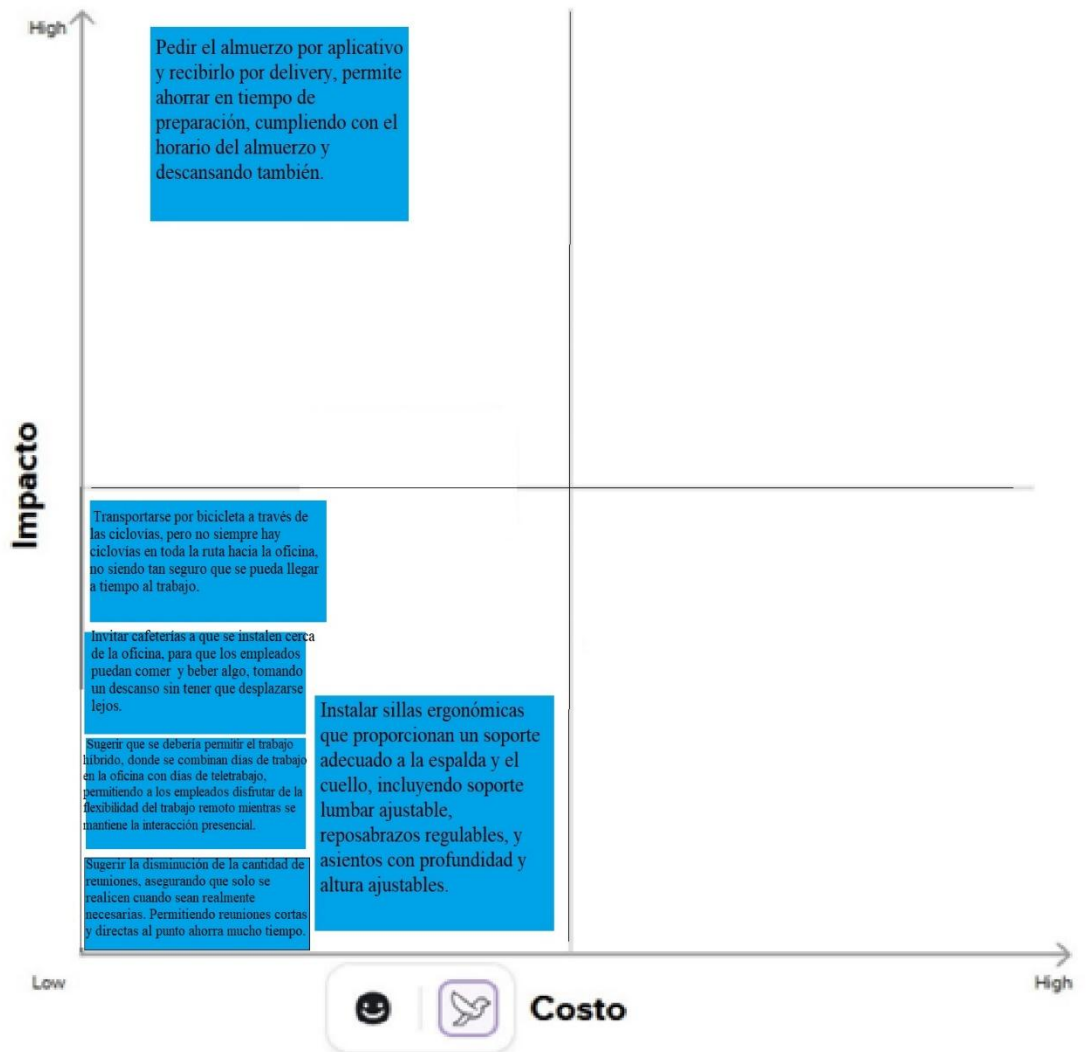 High
Pedir el almuerzo por aplicativo
y recibirlo por delivery, permite
ahorrar en tiempo de
preparación, cumpliendo con el
horario del almuerzo y
descansando también.
Impacto
Transportarse por bicicleta a través de
las ciclovías, pero no siempre hay
ciclovías en toda la ruta hacia la oficina,
no siendo tan seguro que se pueda llegar
a tiempo al trabajo.
Invitar cafeterías a que se instalen cerca
de la oficina, para que los empleados
puedan comer y beber algo, tomando
un descanso sin tener que desplazarse
lejos.
Sugerir que se debería permitir el trabajo
híbrido, donde se combinan días de trabajo
en la oficina con días de teletrabajo,
permitiendo a los empleados disfrutar de la
flexibilidad del trabajo remoto mientras se
mantiene la interacción presencial.
Sugerir la disminución de la cantidad de
reuniones, asegurando que solo se
realicen cuando sean realmente
necesarias. Permitiendo reuniones cortas
y directas al punto ahorra mucho tiempo.
Instalar sillas ergonómicas
que proporcionan un soporte
adecuado a la espalda y el
cuello, incluyendo soporte
lumbar ajustable,
reposabrazos regulables, y
asientos con profundidad y
altura ajustables.
Low
High
Costo